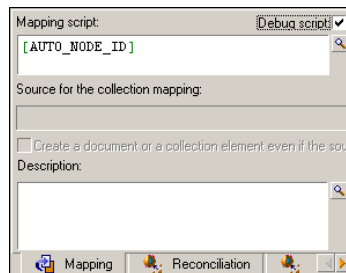 Mapping script:
Debug script:
[AUTO_NODE_ID]
Source for the collection mapping:
Create a document or a collection element even if the sou
Description:
Mapping
Reconciliation